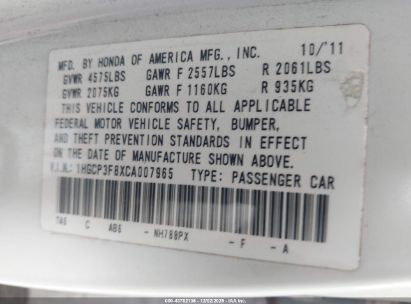 MFD. BY HONDA OF AMERICA MFG., INC. 10/'11
GVWR 4575LBS GAWR F 2557LBS R 2061LBS
GVWR 2075KG GAWR F 1160KG R 935KG
THIS VEHICLE CONFORMS TO ALL APPLICABLE
FEDERAL MOTOR VEHICLE SAFETY, BUMPER,
AND THEFT PREVENTION STANDARDS IN EFFECT
ON THE DATE OF MANUFACTURE SHOWN ABOVE.
V.I.N.: 1HGCP3F8XCA007965 TYPE: PASSENGER CAR
TA6 C AB6 - NH788PX - F - A